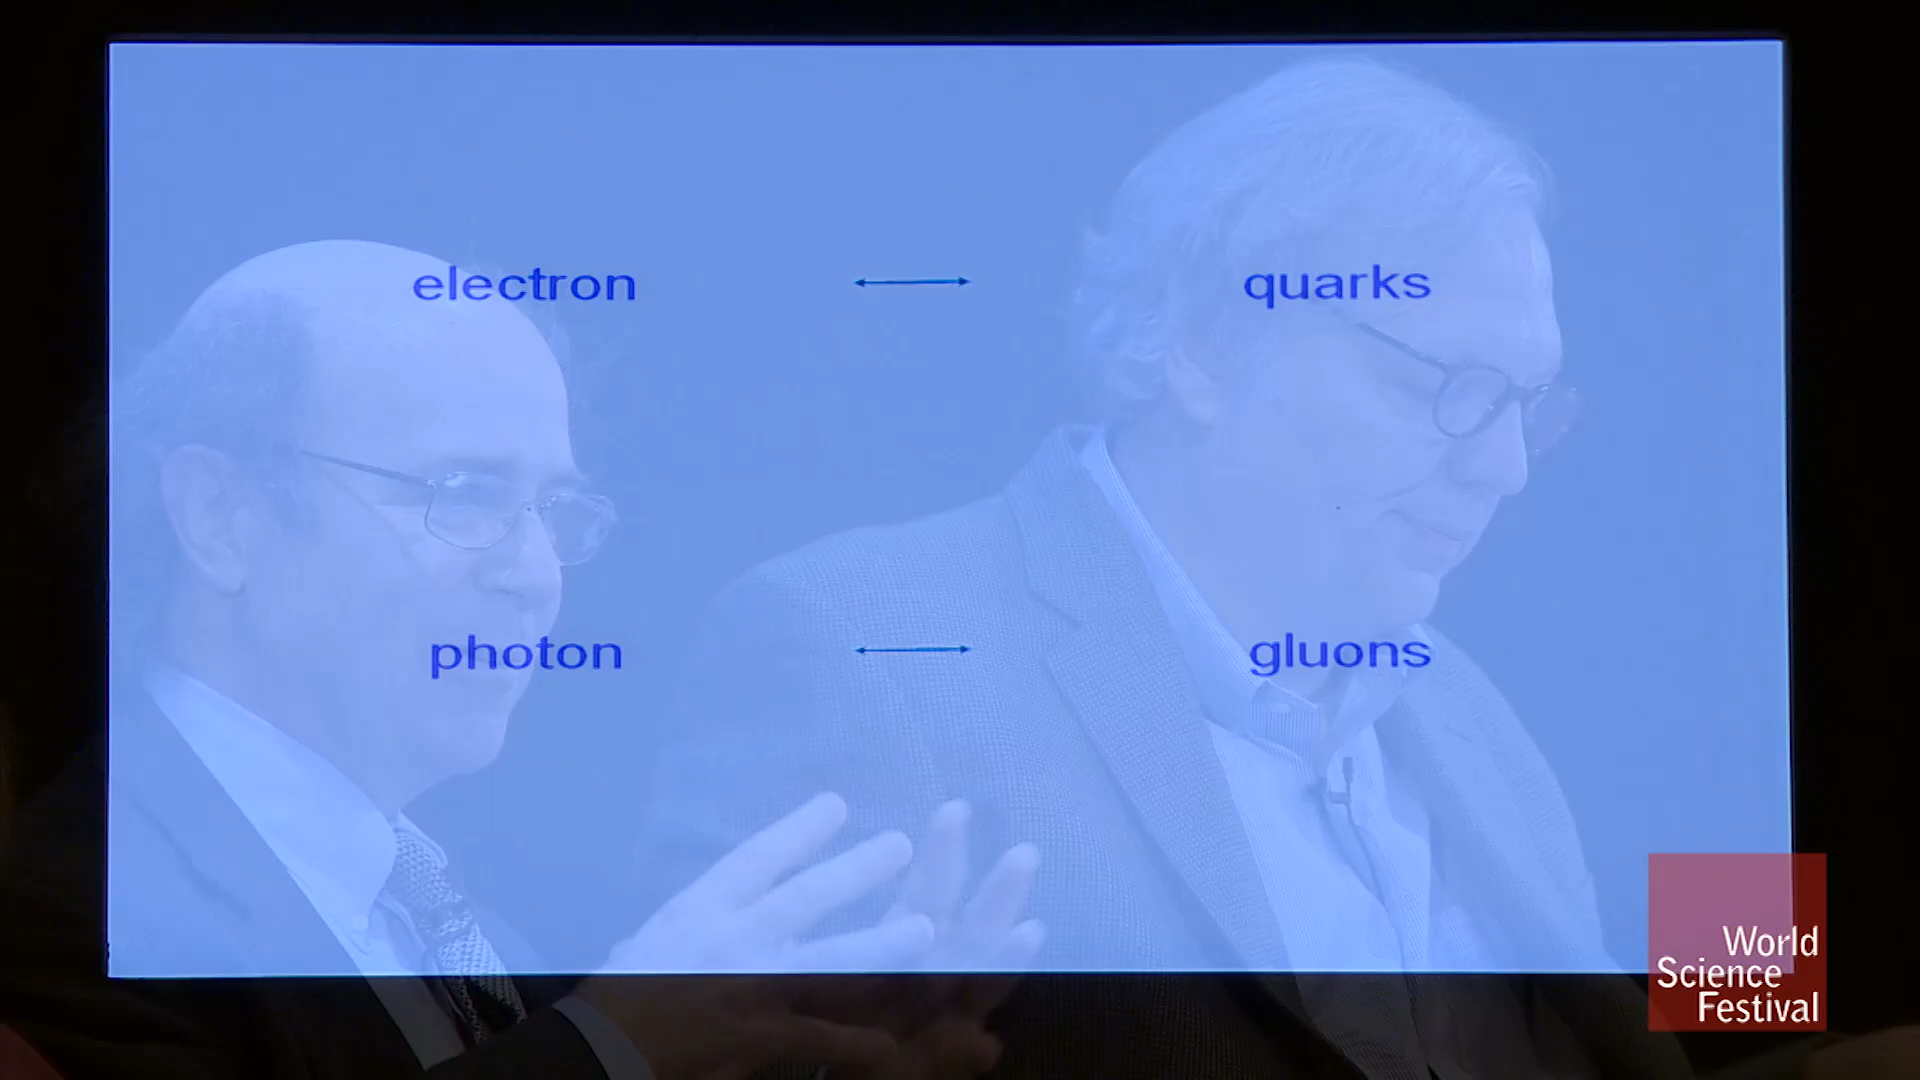 electron ↔ quarks
photon ↔ gluons
World
Science
Festival